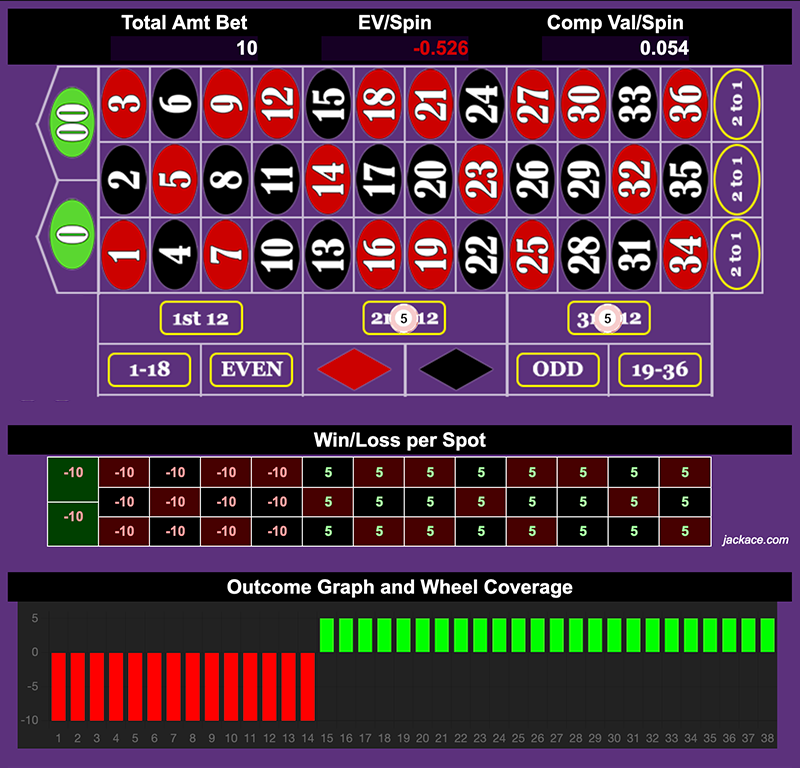 Total Amt Bet EV/Spin Comp Val/Spin
10 -0.526 0.054
00 3 6 9 12 15 18 21 24 27 30 33 36 2 to 1
2 5 8 11 14 17 20 23 26 29 32 35 2 to 1
0 1 4 7 10 13 16 19 22 25 28 31 34 2 to 1
1st 12 5 12 5 12
1-18 EVEN ODD 19-36
Win/Loss per Spot
-10 -10 -10 -10 -10 5 5 5 5 5 5 5 5
-10 -10 -10 -10 5 5 5 5 5 5 5 5
-10 -10 -10 -10 -10 5 5 5 5 5 5 5 5
jackace.com
Outcome Graph and Wheel Coverage
5
0
-5
-10
1 2 3 4 5 6 7 8 9 10 11 12 13 14 15 16 17 18 19 20 21 22 23 24 25 26 27 28 29 30 31 32 33 34 35 36 37 38